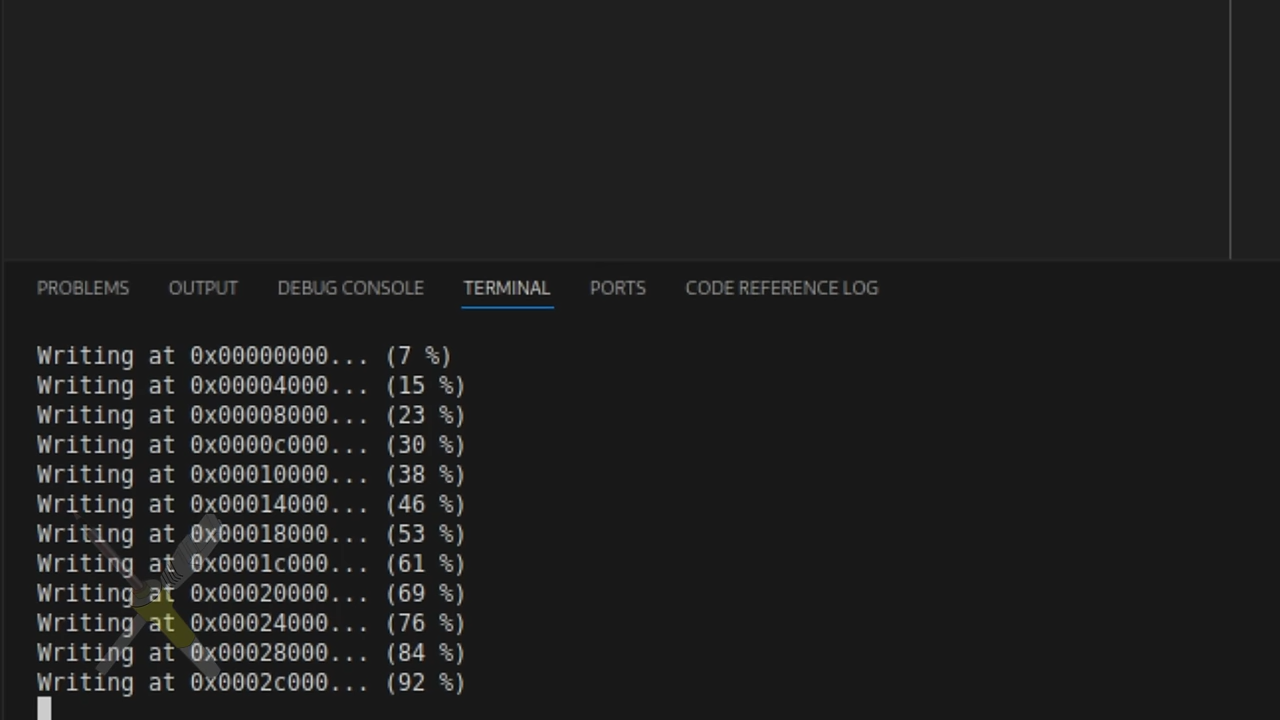 PROBLEMS OUTPUT DEBUG CONSOLE TERMINAL PORTS CODE REFERENCE LOG
Writing at 0x00000000... (7 %)
Writing at 0x00004000... (15 %)
Writing at 0x00008000... (23 %)
Writing at 0x0000c000... (30 %)
Writing at 0x00010000... (38 %)
Writing at 0x00014000... (46 %)
Writing at 0x00018000... (53 %)
Writing at 0x0001c000... (61 %)
Writing at 0x00020000... (69 %)
Writing at 0x00024000... (76 %)
Writing at 0x00028000... (84 %)
Writing at 0x0002c000... (92 %)